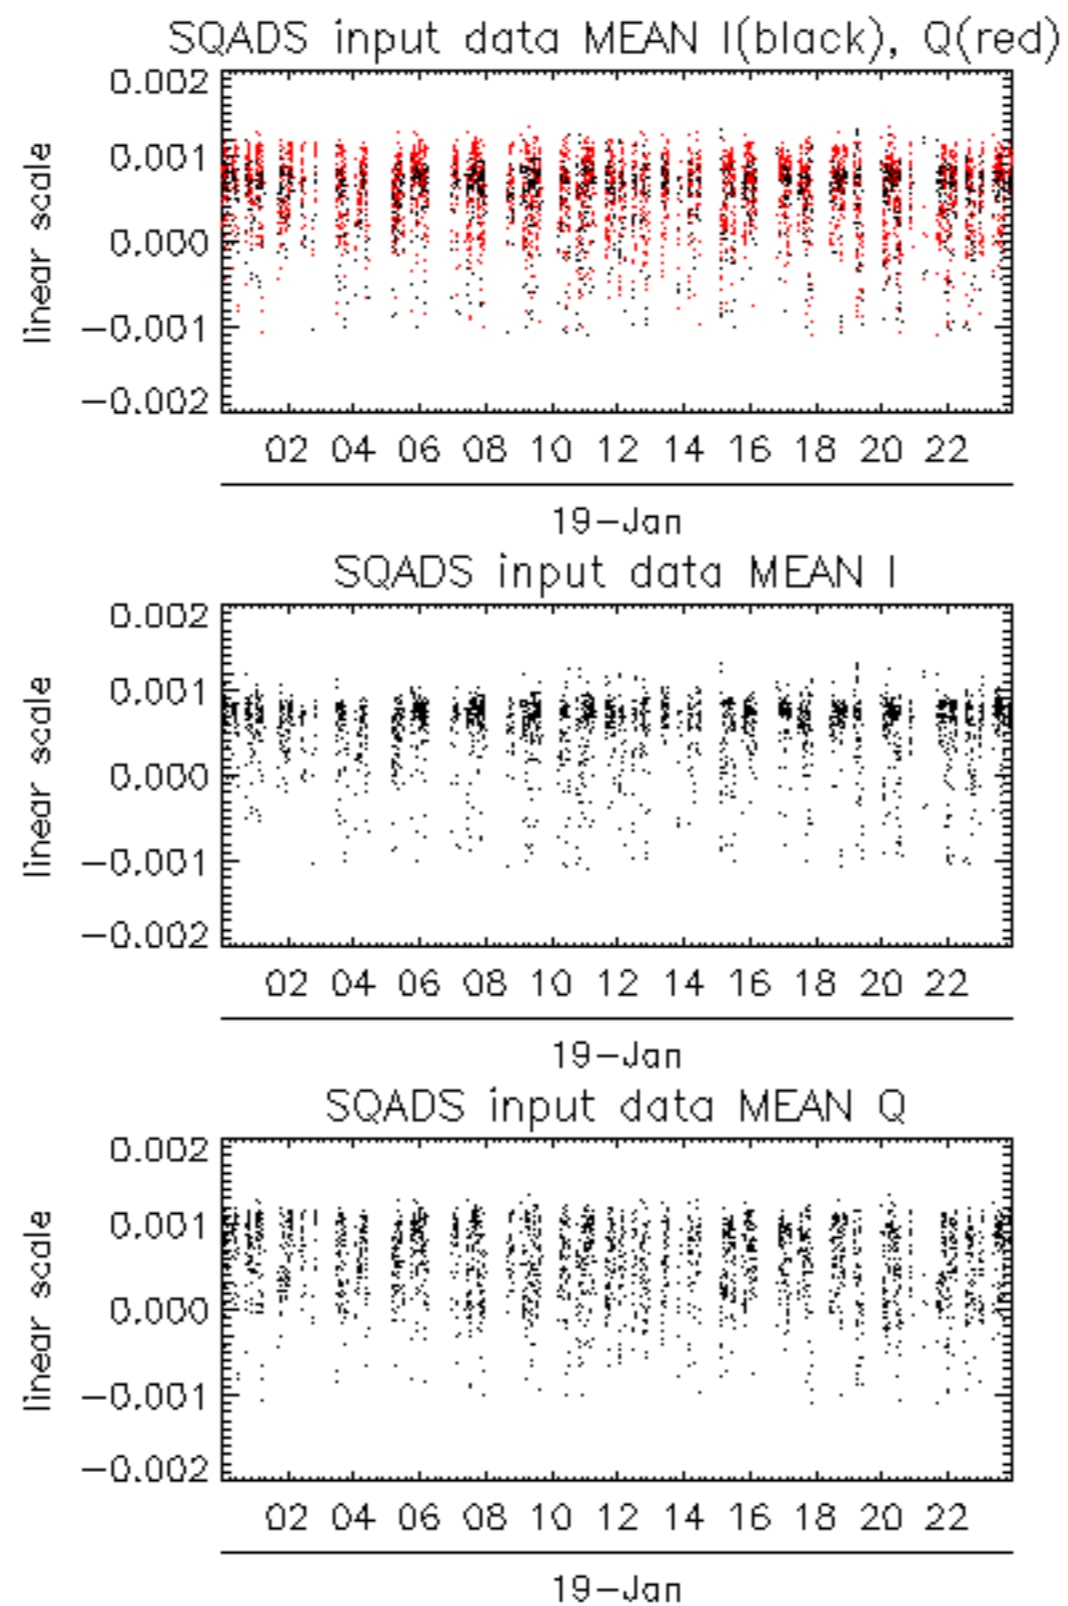 SQADS input data MEAN I(black), Q(red)
0.002
0.001
0.000
−0.001
−0.002
linear scale
02 04 06 08 10 12 14 16 18 20 22
19−Jan
SQADS input data MEAN I
0.002
0.001
0.000
−0.001
−0.002
linear scale
02 04 06 08 10 12 14 16 18 20 22
19−Jan
SQADS input data MEAN Q
0.002
0.001
0.000
−0.001
−0.002
linear scale
02 04 06 08 10 12 14 16 18 20 22
19−Jan